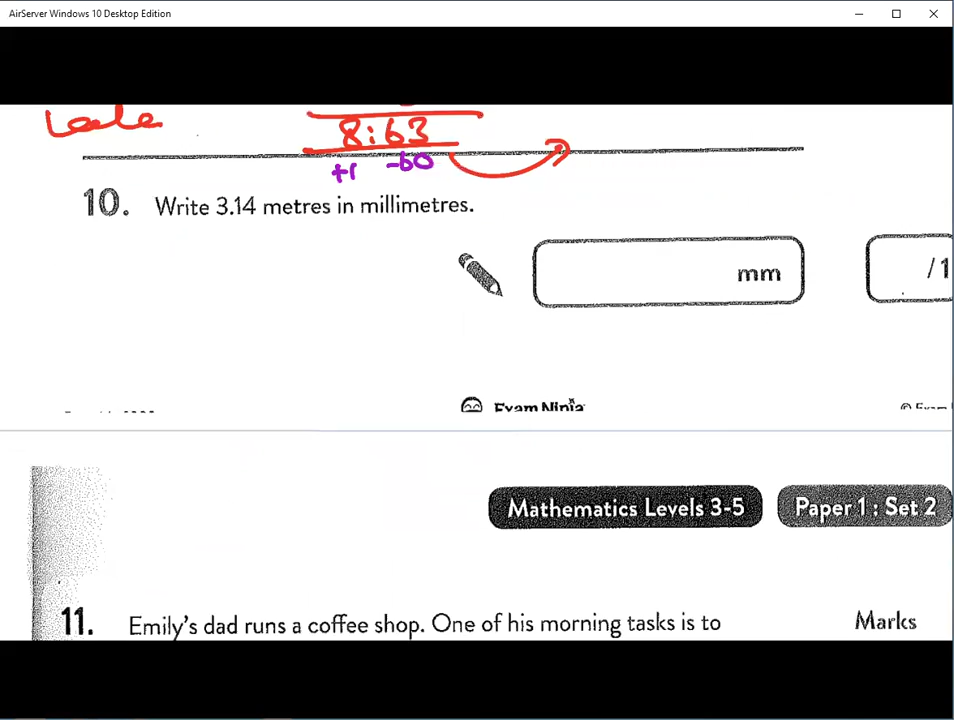 AirServer Windows 10 Desktop Edition
8:63
+1 -60
10. Write 3.14 metres in millimetres.
mm
/1
Exam Ninja
© Exam
Mathematics Levels 3-5
Paper 1 : Set 2
11. Emily's dad runs a coffee shop. One of his morning tasks is to
Marks